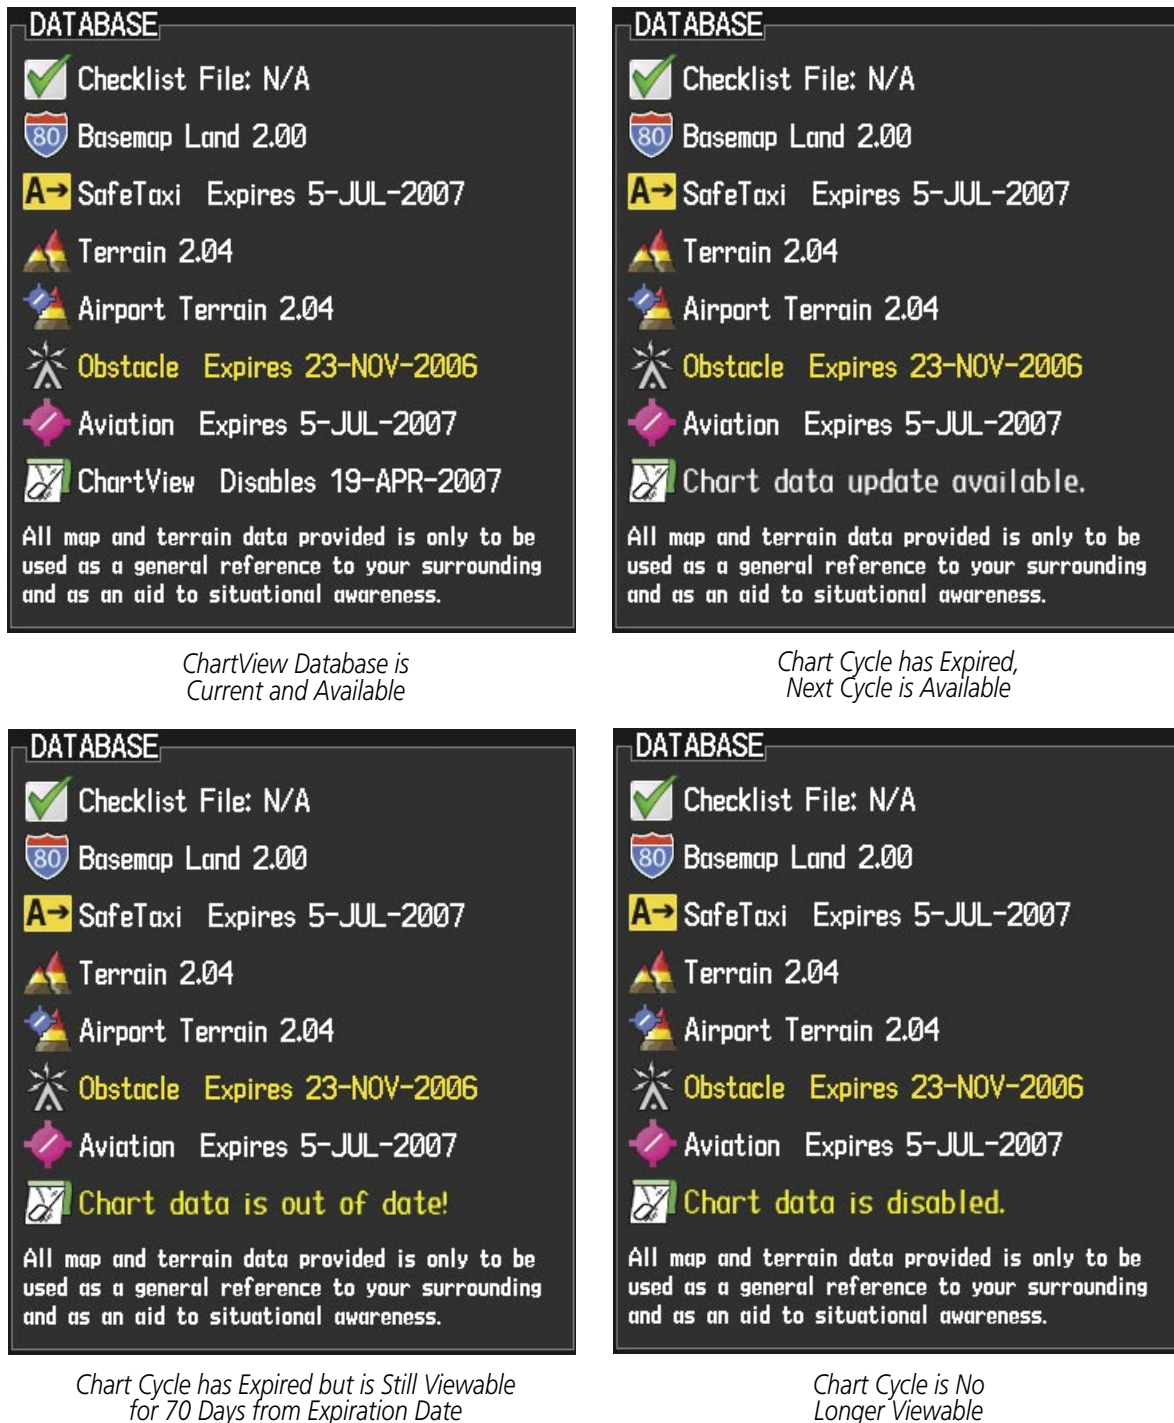 DATABASE
Checklist File: N/A
80 Basemap Land 2.00
A→ SafeTaxi Expires 5-JUL-2007
Terrain 2.04
Airport Terrain 2.04
Obstacle Expires 23-NOV-2006
Aviation Expires 5-JUL-2007
ChartView Disables 19-APR-2007
All map and terrain data provided is only to be
used as a general reference to your surrounding
and as an aid to situational awareness.
ChartView Database is
Current and Available
DATABASE
Checklist File: N/A
80 Basemap Land 2.00
A→ SafeTaxi Expires 5-JUL-2007
Terrain 2.04
Airport Terrain 2.04
Obstacle Expires 23-NOV-2006
Aviation Expires 5-JUL-2007
Chart data update available.
All map and terrain data provided is only to be
used as a general reference to your surrounding
and as an aid to situational awareness.
Chart Cycle has Expired,
Next Cycle is Available
DATABASE
Checklist File: N/A
80 Basemap Land 2.00
A→ SafeTaxi Expires 5-JUL-2007
Terrain 2.04
Airport Terrain 2.04
Obstacle Expires 23-NOV-2006
Aviation Expires 5-JUL-2007
Chart data is out of date!
All map and terrain data provided is only to be
used as a general reference to your surrounding
and as an aid to situational awareness.
Chart Cycle has Expired but is Still Viewable
for 70 Days from Expiration Date
DATABASE
Checklist File: N/A
80 Basemap Land 2.00
A→ SafeTaxi Expires 5-JUL-2007
Terrain 2.04
Airport Terrain 2.04
Obstacle Expires 23-NOV-2006
Aviation Expires 5-JUL-2007
Chart data is disabled.
All map and terrain data provided is only to be
used as a general reference to your surrounding
and as an aid to situational awareness.
Chart Cycle is No
Longer Viewable